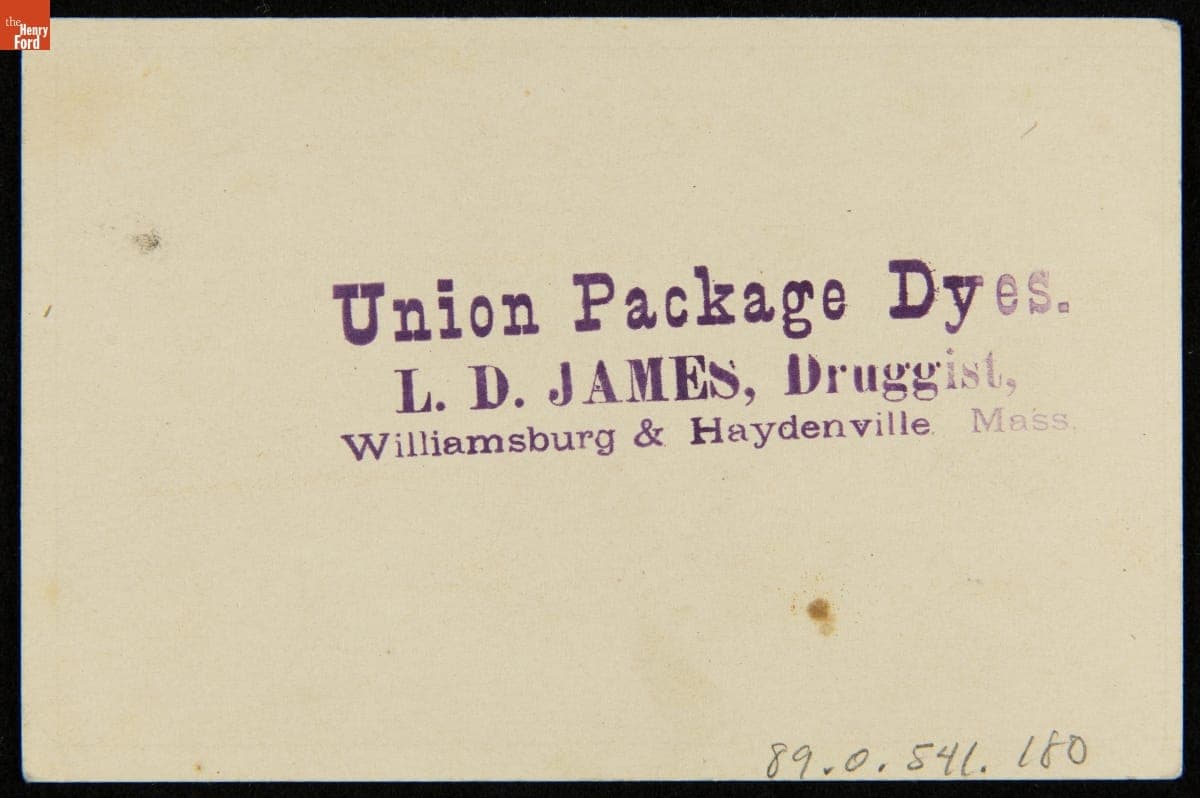 the
Henry
Ford
Union Package Dyes.
L. D. JAMES, Druggist,
Williamsburg & Haydenville. Mass.
89.0.541.180